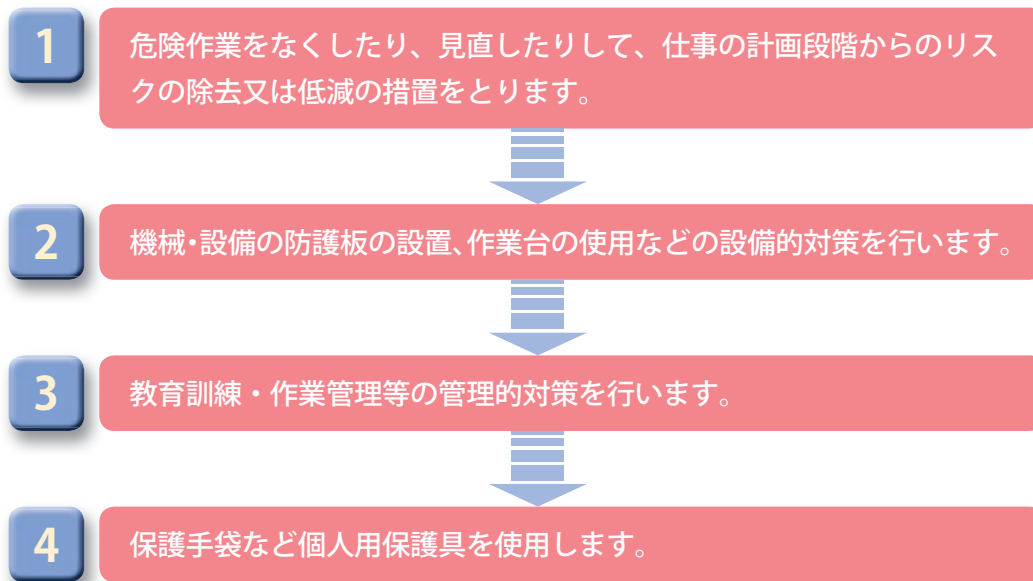 1
危険作業をなくしたり、見直したりして、仕事の計画段階からのリス
クの除去又は低減の措置をとります。
2
機械・設備の防護板の設置、作業台の使用などの設備的対策を行います。
3
教育訓練・作業管理等の管理的対策を行います。
4
保護手袋など個人用保護具を使用します。